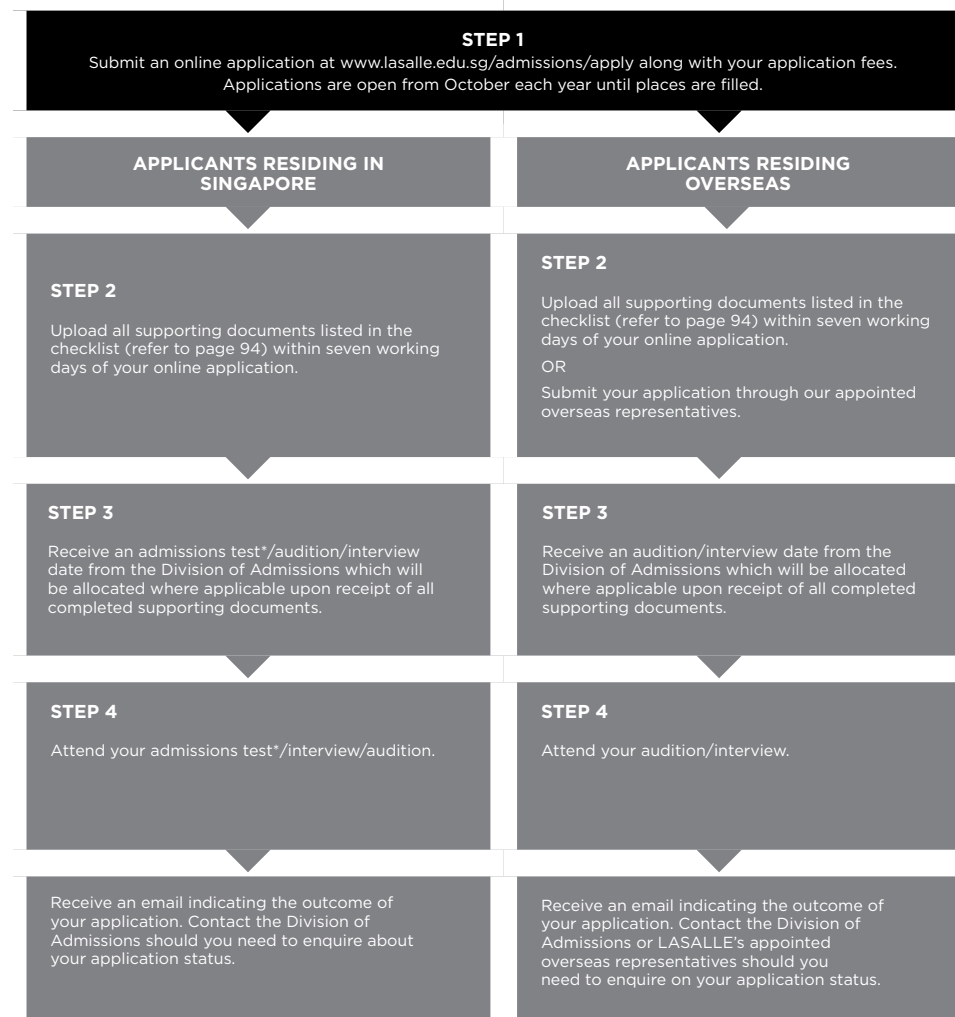 STEP 1
Submit an online application at www.lasalle.edu.sg/admissions/apply along with your application fees.
Applications are open from October each year until places are filled.
APPLICANTS RESIDING IN
SINGAPORE
STEP 2
Upload all supporting documents listed in the
checklist (refer to page 94) within seven working
days of your online application.
STEP 3
Receive an admissions test*/audition/interview
date from the Division of Admissions which will
be allocated where applicable upon receipt of all
completed supporting documents.
STEP 4
Attend your admissions test*/interview/audition.
Receive an email indicating the outcome of
your application. Contact the Division of
Admissions should you need to enquire about
your application status.
APPLICANTS RESIDING
OVERSEAS
STEP 2
Upload all supporting documents listed in the
checklist (refer to page 94) within seven working
days of your online application.
OR
Submit your application through our appointed
overseas representatives.
STEP 3
Receive an audition/interview date from the
Division of Admissions which will be allocated
where applicable upon receipt of all completed
supporting documents.
STEP 4
Attend your audition/interview.
Receive an email indicating the outcome of
your application. Contact the Division of
Admissions or LASALLE's appointed
overseas representatives should you
need to enquire on your application status.